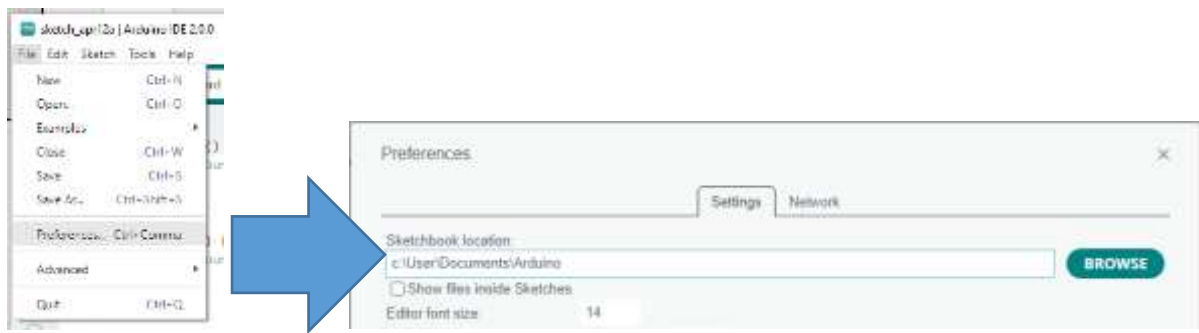 sketch_apr12a | Arduino IDE 2.0.0
File Edit Sketch Tools Help
New Ctrl+N
Open... Ctrl+O
Examples
Close Ctrl+W
Save Ctrl+S
Save As... Ctrl+Shift+S
Preferences... Ctrl+Comma
Advanced
Quit Ctrl+Q
Preferences
Settings Network
Sketchbook location
c:\User\Documents\Arduino
BROWSE
Show files inside Sketches
Editor font size 14